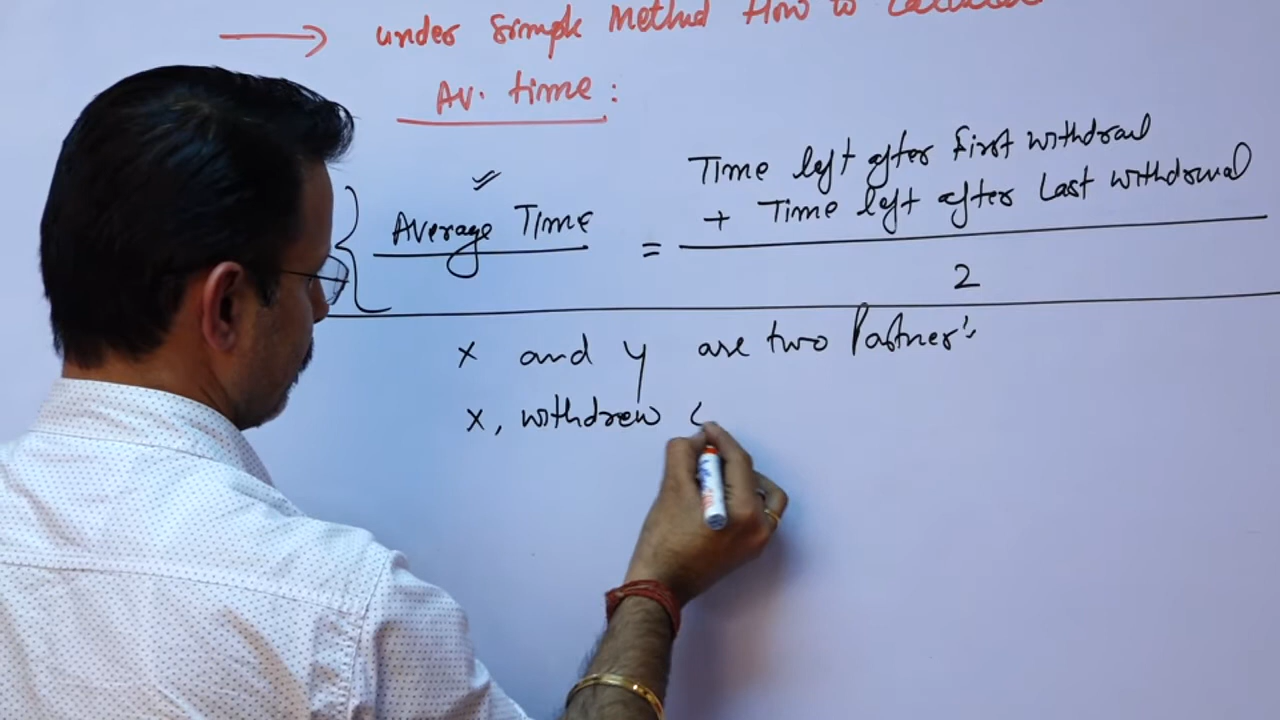 → under Simple Method How to
Av. time:
Average Time = Time left after First withdrawl
+ Time left after Last withdrawal
2
x and y are two Partner's
x, withdrew